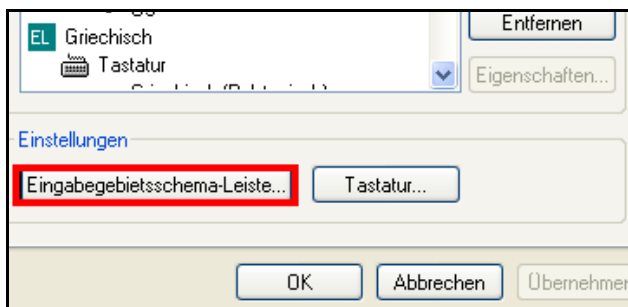 Entfernen
EL Griechisch
Tastatur
Eigenschaften...
Einstellungen
Eingabegebietsschema-Leiste...
Tastatur...
OK
Abbrechen